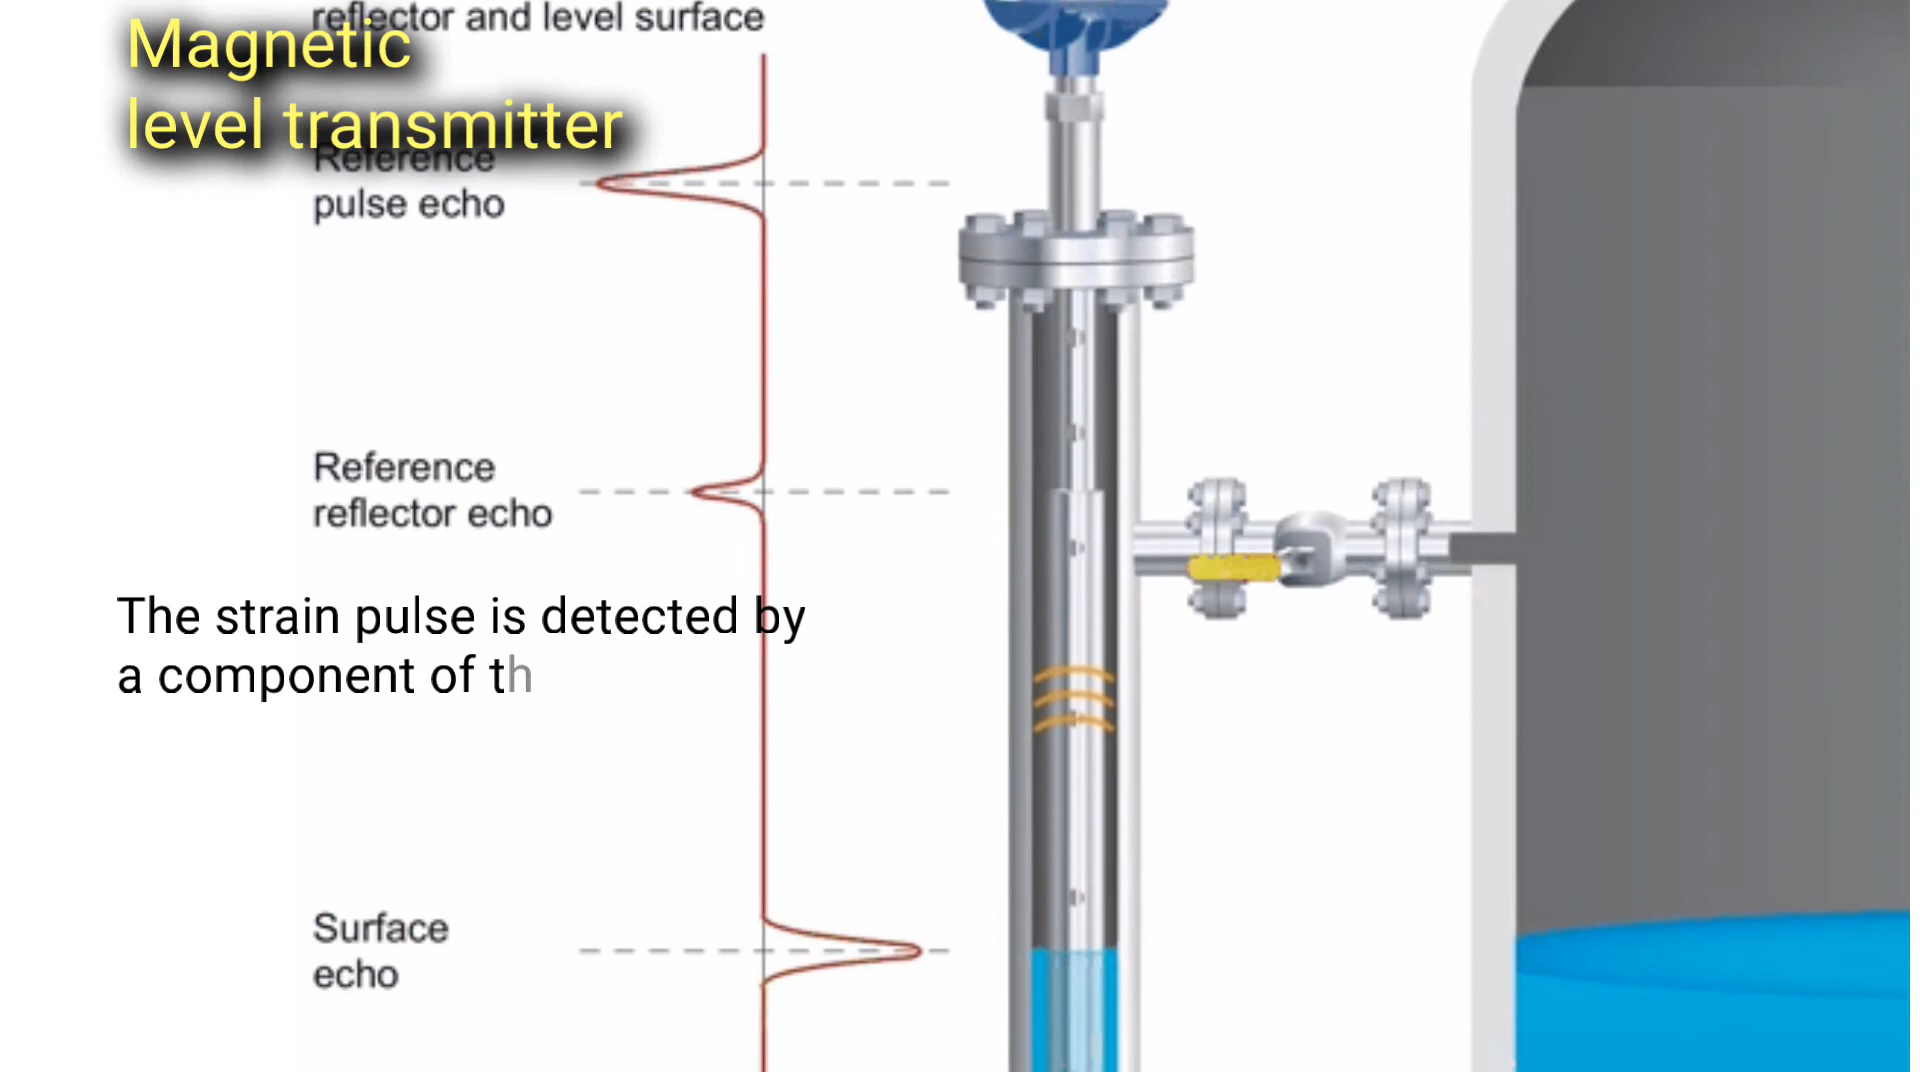 reflector and level surface
Magnetic
level transmitter
Reference
pulse echo
Reference
reflector echo
The strain pulse is detected by
a component of th
Surface
echo